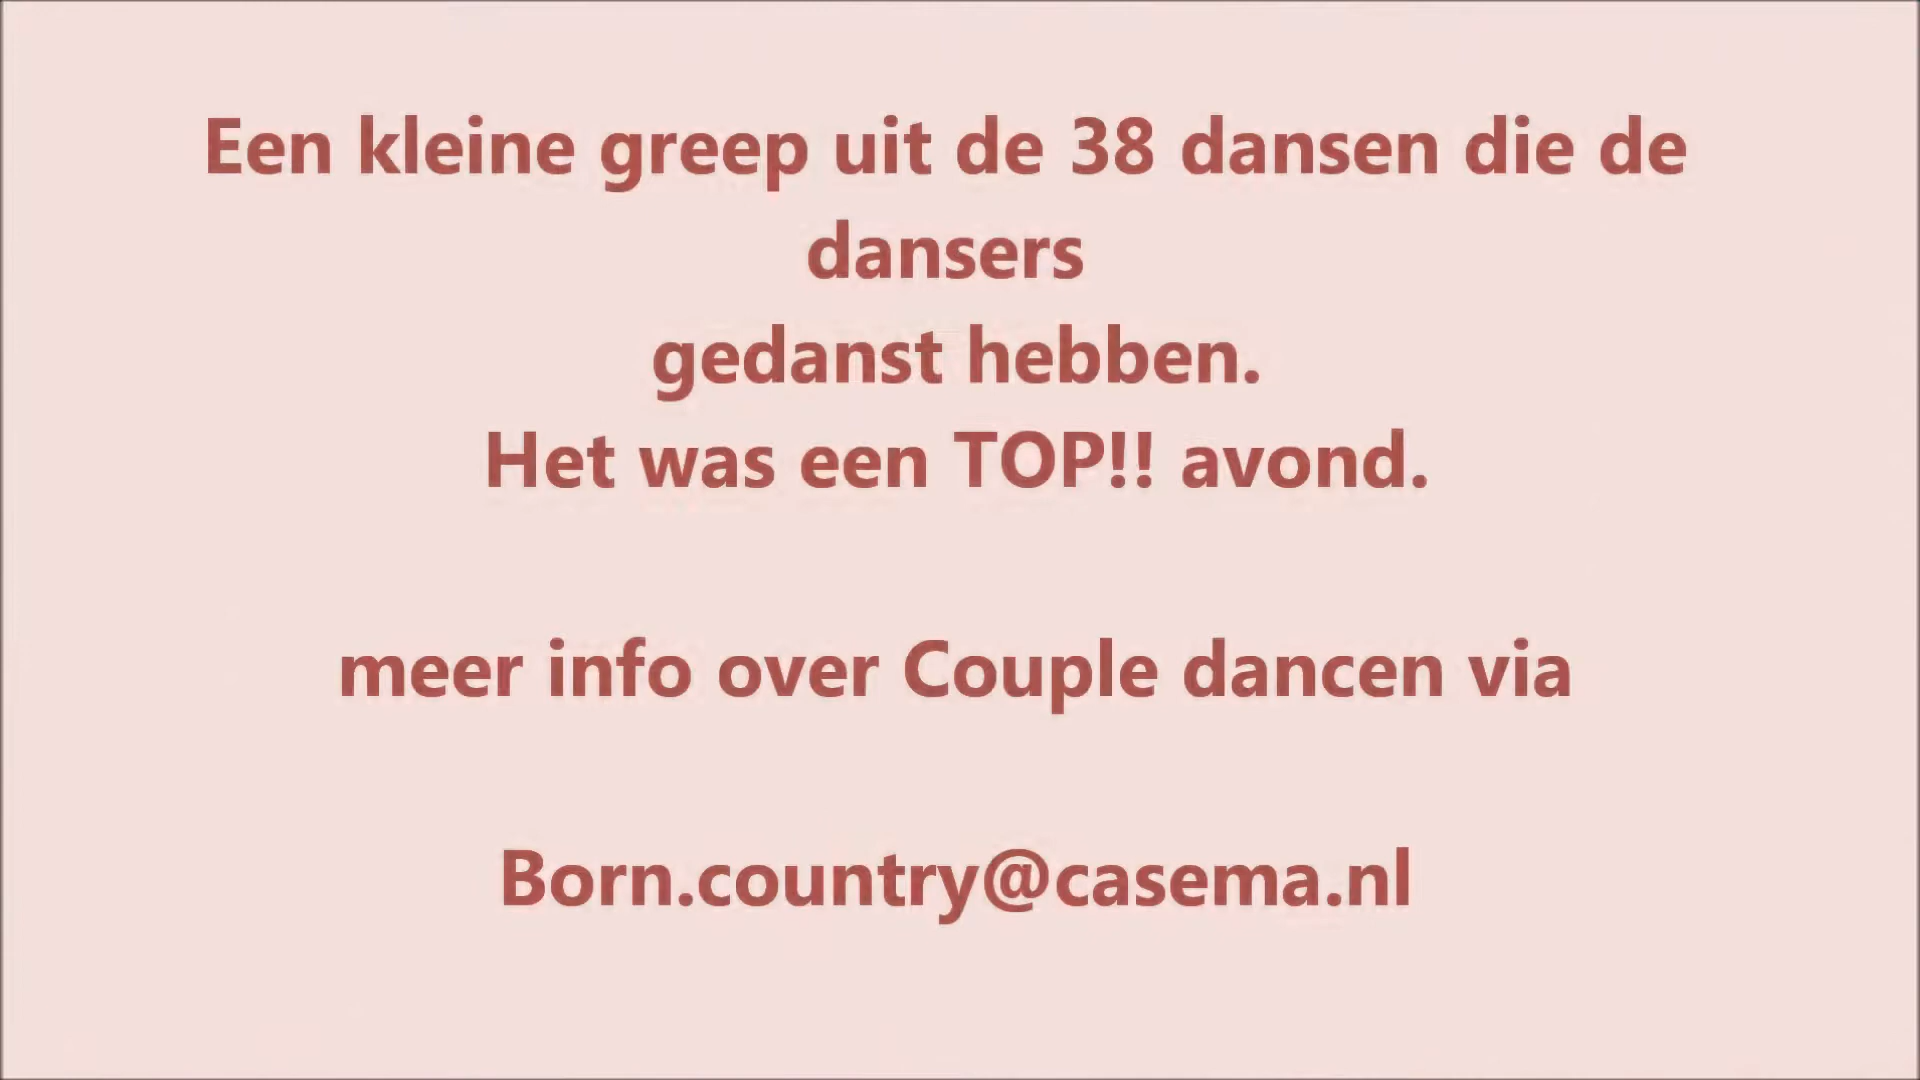 Een kleine greep uit de 38 dansen die de
dansers
gedanst hebben.
Het was een TOP!! avond.
meer info over Couple dancen via
Born.country@casema.nl